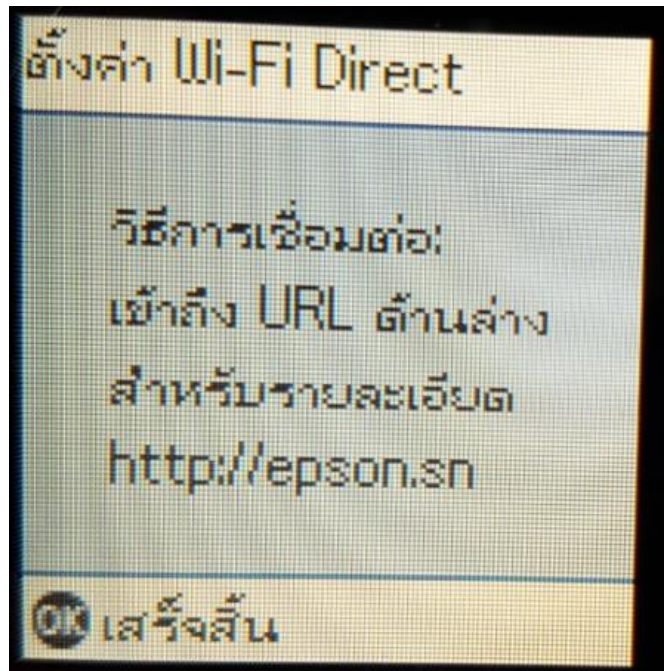 ตั้งค่า Wi-Fi Direct
วิธีการเชื่อมต่อ:
เข้าถึง URL ด้านล่าง
สำหรับรายละเอียด
http://epson.sn
OK เสร็จสิ้น